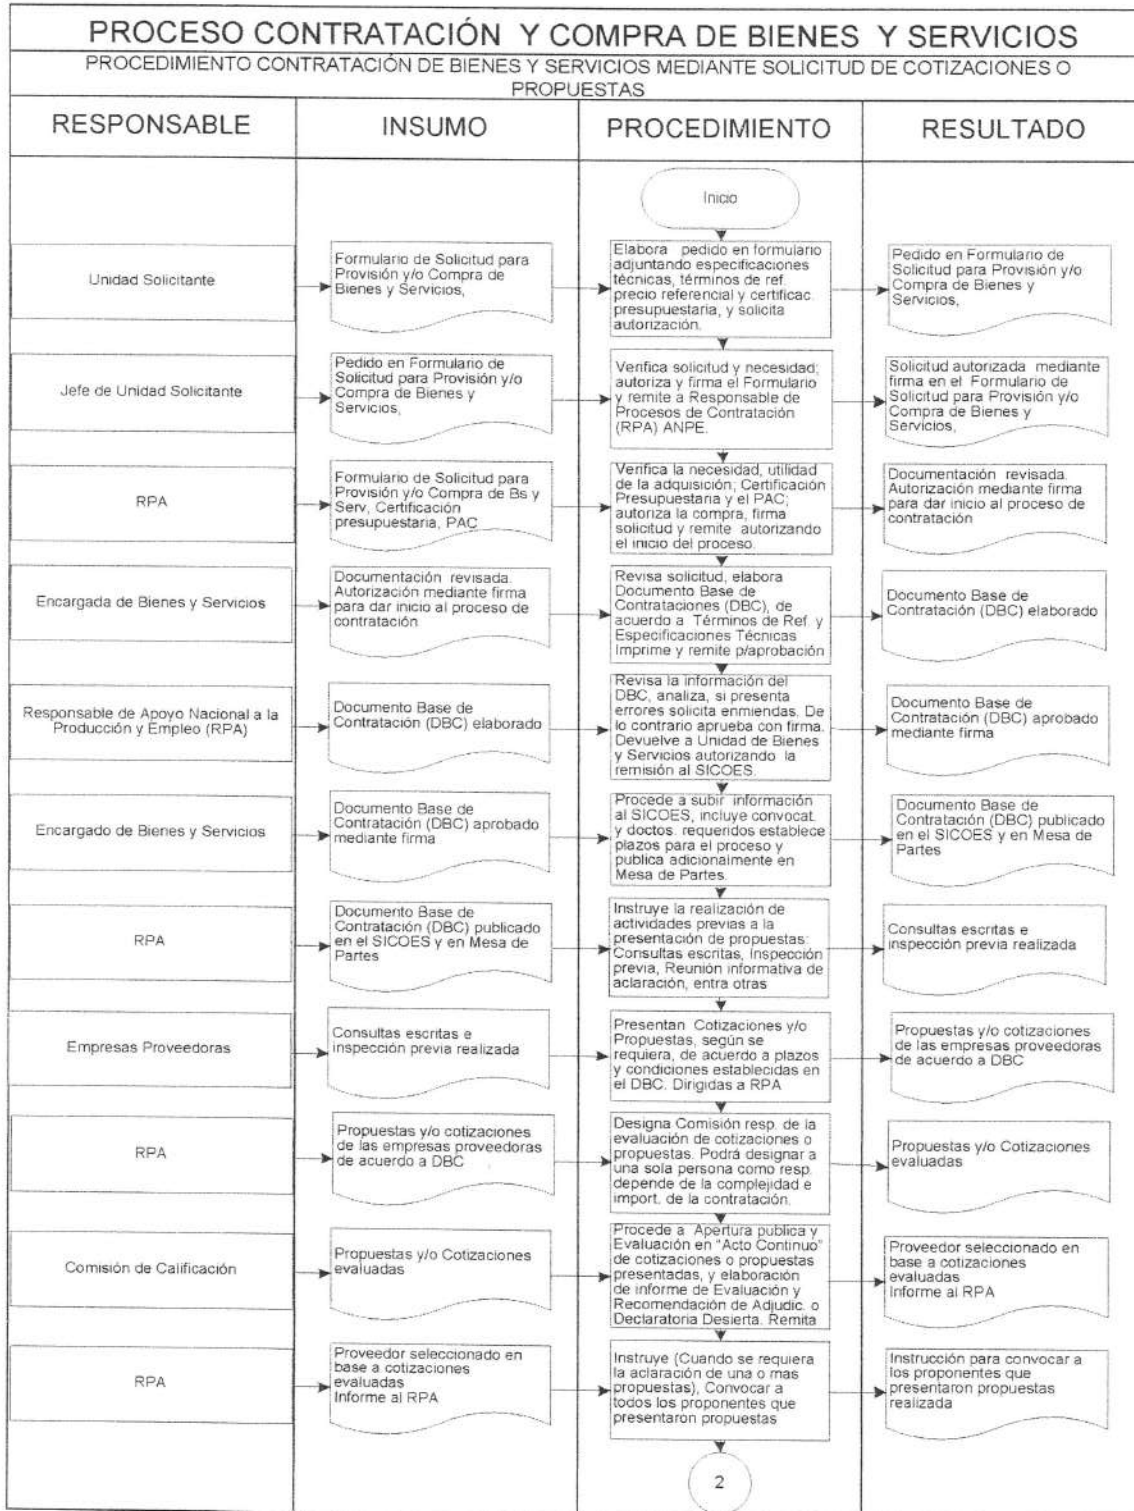 PROCESO CONTRATACIÓN Y COMPRA DE BIENES Y SERVICIOS
PROCEDIMIENTO CONTRATACIÓN DE BIENES Y SERVICIOS MEDIANTE SOLICITUD DE COTIZACIONES O
PROPUESTAS
RESPONSABLE
INSUMO
PROCEDIMIENTO
RESULTADO
Inicio
Unidad Solicitante
Formulario de Solicitud para
Provisión y/o Compra de
Bienes y Servicios,
Elabora pedido en formulario
adjuntando especificaciones
técnicas, términos de ref.
precio referencial y certificac.
presupuestaria, y solicita
autorización.
Pedido en Formulario de
Solicitud para Provisión y/o
Compra de Bienes y
Servicios,
Jefe de Unidad Solicitante
Pedido en Formulario de
Solicitud para Provisión y/o
Compra de Bienes y
Servicios,
Verifica solicitud y necesidad;
autoriza y firma el Formulario
y remite a Responsable de
Procesos de Contratación
(RPA) ANPE.
Solicitud autorizada mediante
firma en el Formulario de
Solicitud para Provisión y/o
Compra de Bienes y
Servicios,
RPA
Formulario de Solicitud para
Provisión y/o Compra de Bs y
Serv, Certificación
presupuestaria, PAC
Verifica la necesidad, utilidad
de la adquisición; Certificación
Presupuestaria y el PAC;
autoriza la compra, firma
solicitud y remite autorizando
el inicio del proceso.
Documentación revisada.
Autorización mediante firma
para dar inicio al proceso de
contratación
Encargada de Bienes y Servicios
Documentación revisada.
Autorización mediante firma
para dar inicio al proceso de
contratación
Revisa solicitud, elabora
Documento Base de
Contrataciones (DBC), de
acuerdo a Términos de Ref. y
Especificaciones Técnicas
Imprime y remite p/aprobación
Documento Base de
Contratación (DBC) elaborado
Responsable de Apoyo Nacional a la
Producción y Empleo (RPA)
Documento Base de
Contratación (DBC) elaborado
Revisa la información del
DBC, analiza, si presenta
errores solicita enmiendas. De
lo contrario aprueba con firma.
Devuelve a Unidad de Bienes
y Servicios autorizando la
remisión al SICOES.
Documento Base de
Contratación (DBC) aprobado
mediante firma
Encargado de Bienes y Servicios
Documento Base de
Contratación (DBC) aprobado
mediante firma
Procede a subir información
al SICOES, incluye convocat.
y doctos. requeridos establece
plazos para el proceso y
publica adicionalmente en
Mesa de Partes.
Documento Base de
Contratación (DBC) publicado
en el SICOES y en Mesa de
Partes
RPA
Documento Base de
Contratación (DBC) publicado
en el SICOES y en Mesa de
Partes
Instruye la realización de
actividades previas a la
presentación de propuestas:
Consultas escritas, Inspección
previa, Reunión informativa de
aclaración, entra otras
Consultas escritas e
inspección previa realizada
Empresas Proveedoras
Consultas escritas e
inspección previa realizada
Presentan Cotizaciones y/o
Propuestas, según se
requiera, de acuerdo a plazos
y condiciones establecidas en
el DBC. Dirigidas a RPA
Propuestas y/o cotizaciones
de las empresas proveedoras
de acuerdo a DBC
RPA
Propuestas y/o cotizaciones
de las empresas proveedoras
de acuerdo a DBC
Designa Comisión resp. de la
evaluación de cotizaciones o
propuestas. Podrá designar a
una sola persona como resp.
depende de la complejidad e
import. de la contratación.
Propuestas y/o Cotizaciones
evaluadas
Comisión de Calificación
Propuestas y/o Cotizaciones
evaluadas
Procede a Apertura publica y
Evaluación en "Acto Continuo"
de cotizaciones o propuestas
presentadas, y elaboración
de informe de Evaluación y
Recomendación de Adjudic. o
Declaratoria Desierta. Remita
Proveedor seleccionado en
base a cotizaciones
evaluadas
Informe al RPA
RPA
Proveedor seleccionado en
base a cotizaciones
evaluadas
Informe al RPA
Instruye (Cuando se requiera
la aclaración de una o mas
propuestas), Convocar a
todos los proponentes que
presentaron propuestas
Instrucción para convocar a
los proponentes que
presentaron propuestas
realizada
2